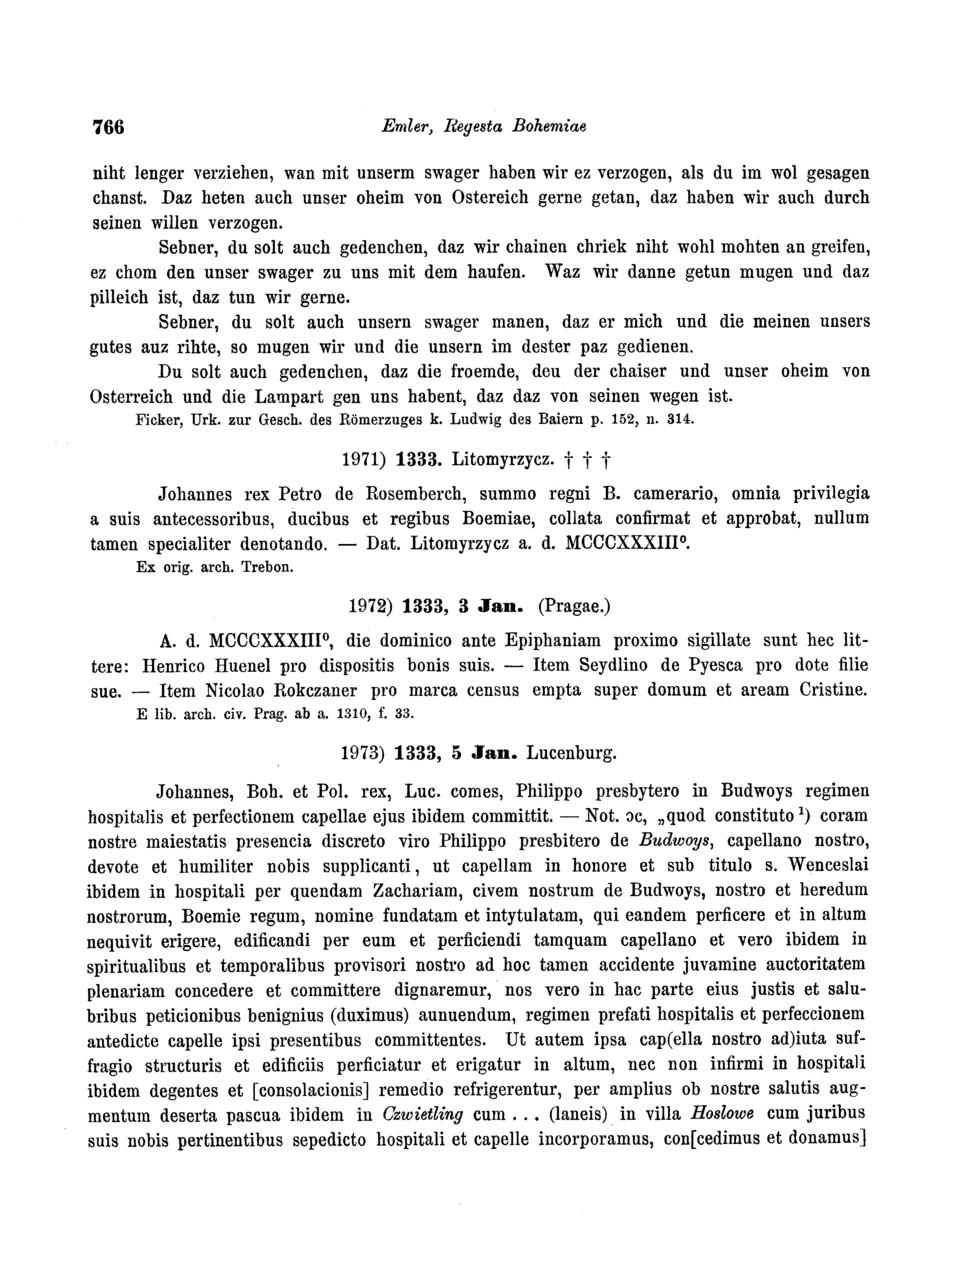 766 Emler, Regesta Bohemiae
niht lenger verziehen, wan mit unserm swager haben wir ez verzogen, als du im wol gesagen
chanst. Daz heten auch unser oheim von Ostereich gerne getan, daz haben wir auch durch
seinen willen verzogen.
Sebner, du solt auch gedenchen, daz wir chainen chriek niht wohl mohten an greifen,
ez chom den unser swager zu uns mit dem haufen. Waz wir danne getun mugen und daz
pilleich ist, daz tun wir gerne.
Sebner, du solt auch unsern swager manen, daz er mich und die meinen unsers
gutes auz rihte, so mugen wir und die unsern im dester paz gedienen.
Du solt auch gedenchen, daz die froemde, deu der chaiser und unser oheim von
Osterreich und die Lampart gen uns habent, daz daz von seinen wegen ist.
Ficker, Urk. zur Gesch. des Römerzuges k. Ludwig des Baiern p. 152, n. 314.
1971) 1333. Litomyrzycz. † † †
Johannes rex Petro de Rosemberch, summo regni B. camerario, omnia privilegia
a suis antecessoribus, ducibus et regibus Boemiae, collata confirmat et approbat, nullum
tamen specialiter denotando. — Dat. Litomyrzycz a. d. MCCCXXXIII⁰.
Ex orig. arch. Trebon.
1972) 1333, 3 Jan. (Pragae.)
A. d. MCCCXXXIII⁰, die dominico ante Epiphaniam proximo sigillate sunt hec lit-
tere: Henrico Huenel pro dispositis bonis suis. — Item Seydlino de Pyesca pro dote filie
sue. — Item Nicolao Rokczaner pro marca census empta super domum et aream Cristine.
E lib. arch. civ. Prag. ab a. 1310, f. 33.
1973) 1333, 5 Jan. Lucenburg.
Johannes, Boh. et Pol. rex, Luc. comes, Philippo presbytero in Budwoys regimen
hospitalis et perfectionem capellae ejus ibidem committit. — Not. ɔc, „quod constituto ¹) coram
nostre maiestatis presencia discreto viro Philippo presbitero de Budwoys, capellano nostro,
devote et humiliter nobis supplicanti, ut capellam in honore et sub titulo s. Wenceslai
ibidem in hospitali per quendam Zachariam, civem nostrum de Budwoys, nostro et heredum
nostrorum, Boemie regum, nomine fundatam et intytulatam, qui eandem perficere et in altum
nequivit erigere, edificandi per eum et perficiendi tamquam capellano et vero ibidem in
spiritualibus et temporalibus provisori nostro ad hoc tamen accidente juvamine auctoritatem
plenariam concedere et committere dignaremur, nos vero in hac parte eius justis et salu-
bribus peticionibus benignius (duximus) aunuendum, regimen prefati hospitalis et perfeccionem
antedicte capelle ipsi presentibus committentes. Ut autem ipsa cap(ella nostro ad)iuta suf-
fragio structuris et edificiis perficiatur et erigatur in altum, nec non infirmi in hospitali
ibidem degentes et [consolacionis] remedio refrigerentur, per amplius ob nostre salutis aug-
mentum deserta pascua ibidem in Czwietling cum . . . (laneis) in villa Hoslowe cum juribus
suis nobis pertinentibus sepedicto hospitali et capelle incorporamus, con[cedimus et donamus]